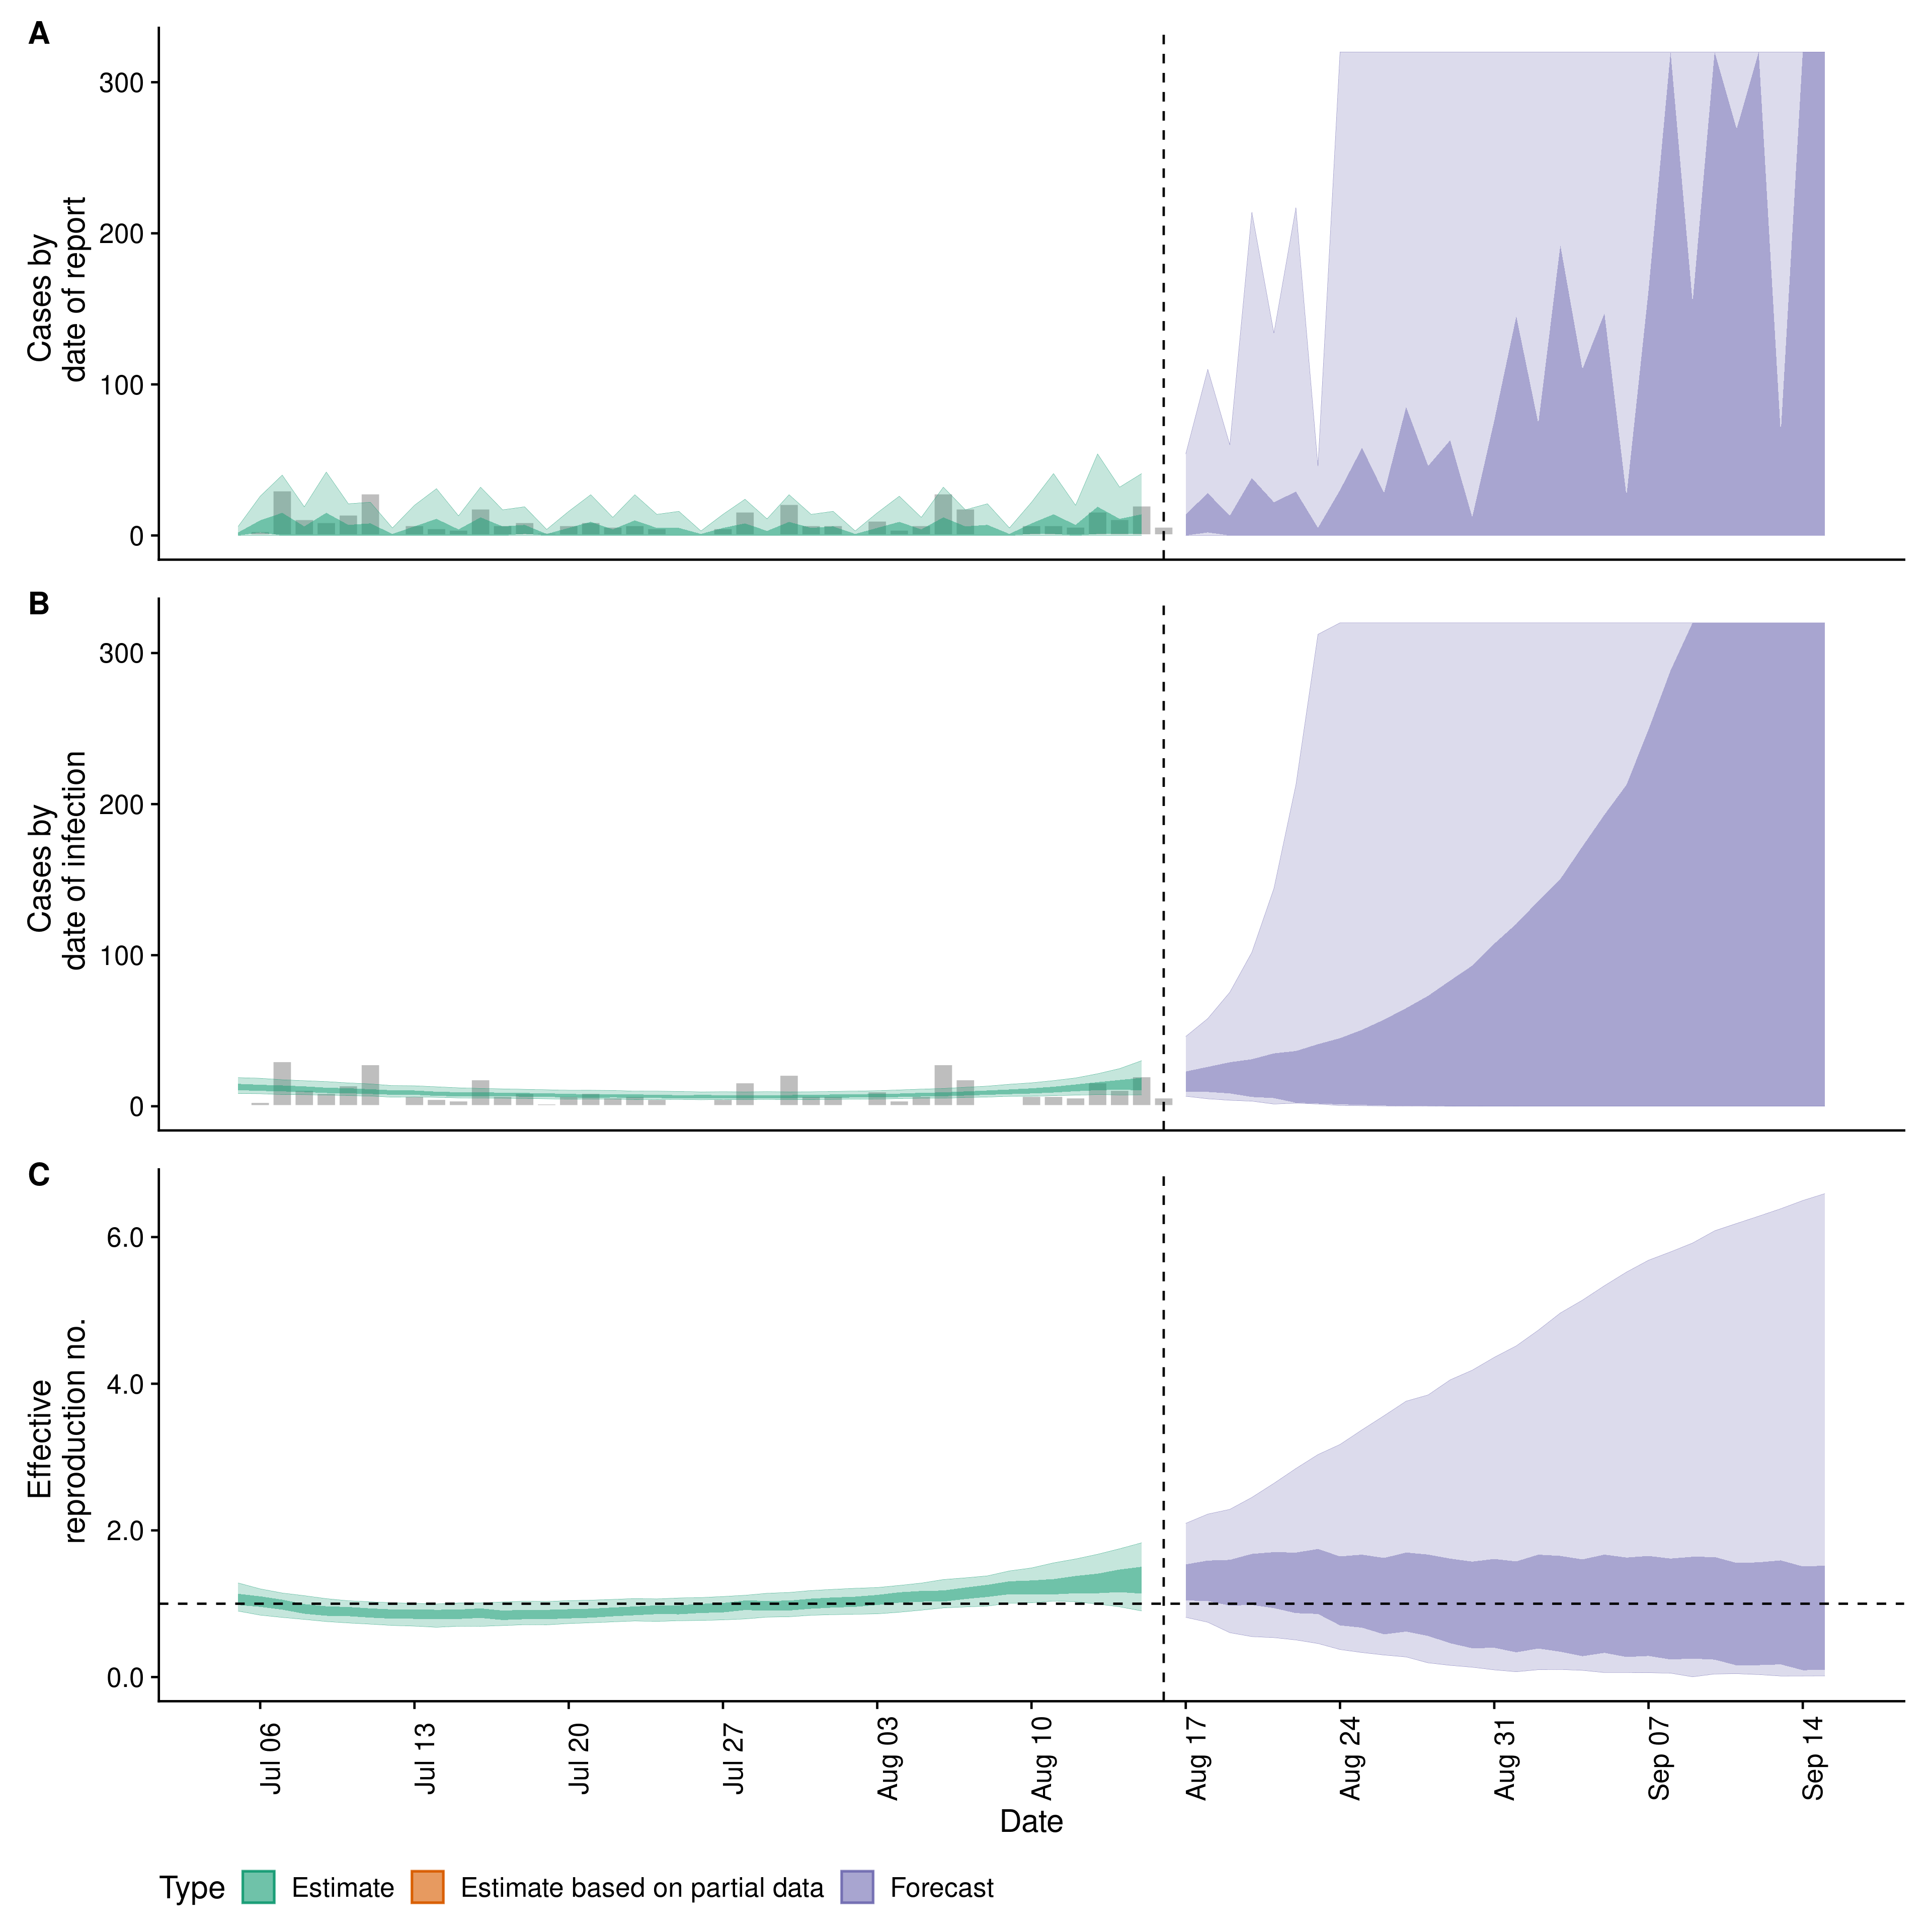 A
Cases by
date of report
300
200
100
0
B
Cases by
date of infection
300
200
100
0
C
Effective
reproduction no.
6.0
4.0
2.0
0.0
Jul 06
Jul 13
Jul 20
Jul 27
Aug 03
Aug 10
Aug 17
Aug 24
Aug 31
Sep 07
Sep 14
Date
Type Estimate Estimate based on partial data Forecast